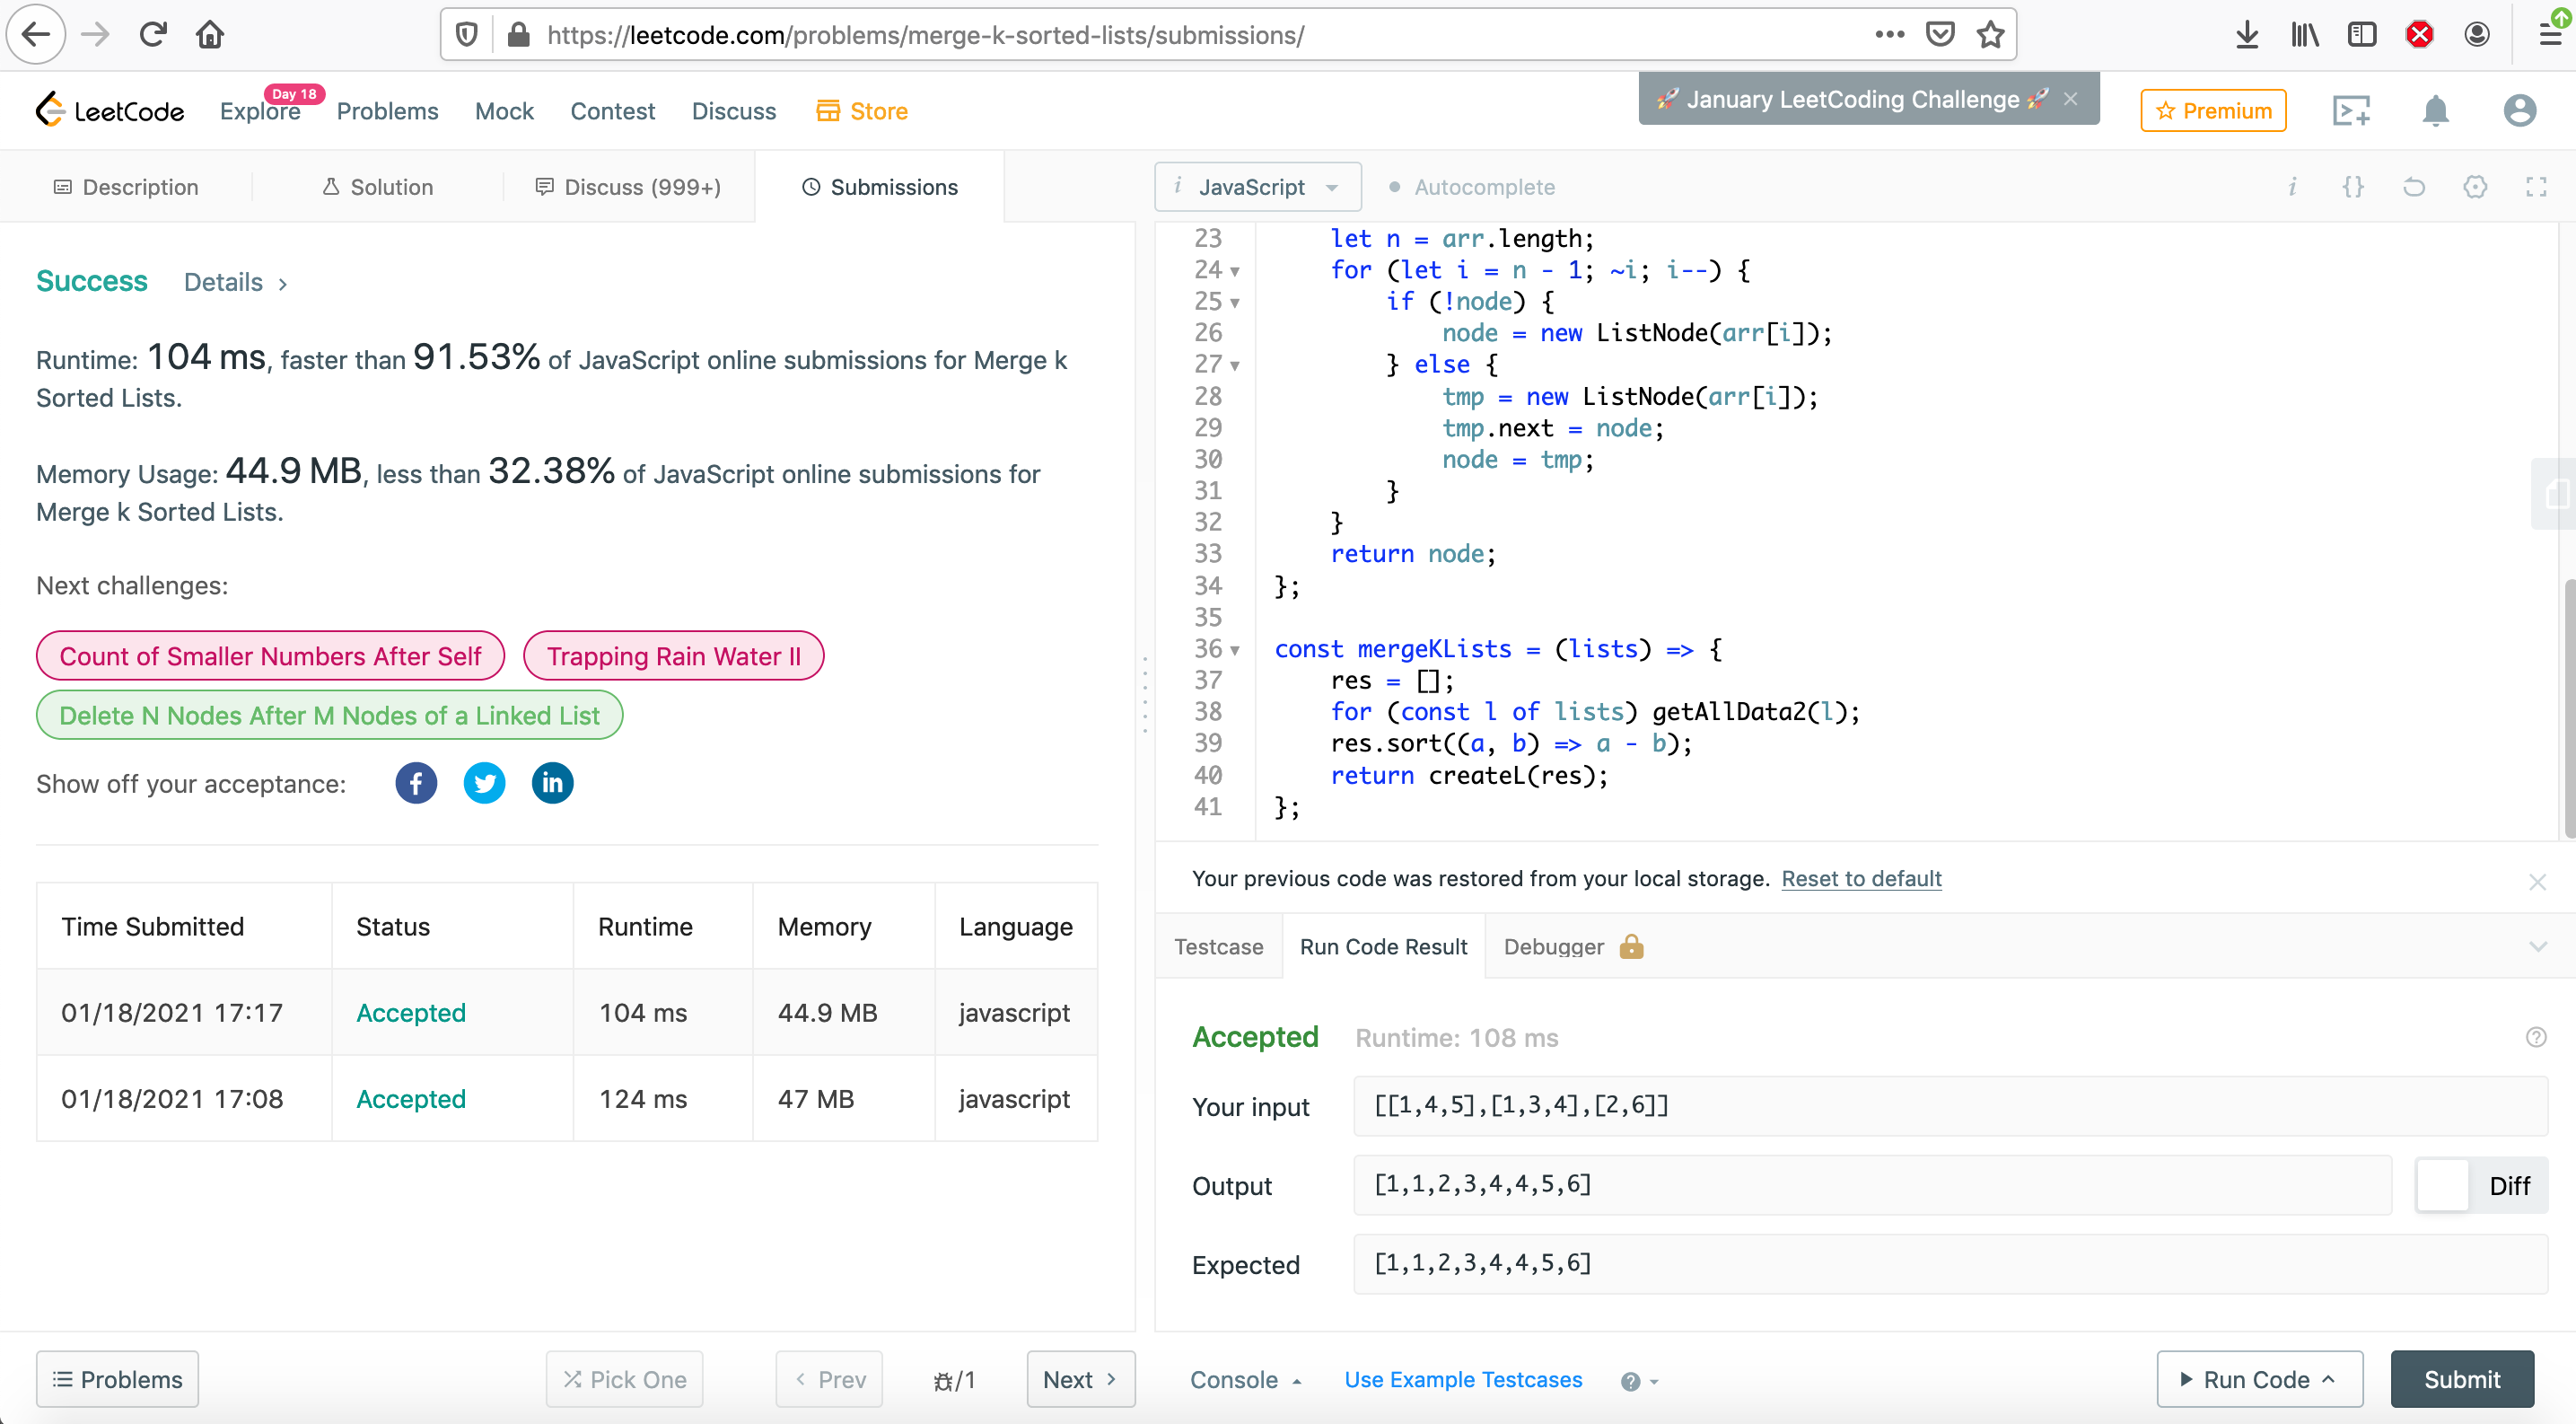 https://leetcode.com/problems/merge-k-sorted-lists/submissions/
LeetCode
Explore
Day 18
Problems
Mock
Contest
Discuss
Store
🚀 January LeetCoding Challenge 🚀 ×
Premium
Description
Solution
Discuss (999+)
Submissions
Success
Details >
Runtime: 104 ms, faster than 91.53% of JavaScript online submissions for Merge k
Sorted Lists.
Memory Usage: 44.9 MB, less than 32.38% of JavaScript online submissions for
Merge k Sorted Lists.
Next challenges:
Count of Smaller Numbers After Self
Trapping Rain Water II
Delete N Nodes After M Nodes of a Linked List
Show off your acceptance:
Time Submitted Status Runtime Memory Language
01/18/2021 17:17 Accepted 104 ms 44.9 MB javascript
01/18/2021 17:08 Accepted 124 ms 47 MB javascript
Problems
Pick One
< Prev
/1
Next >
i JavaScript
Autocomplete
i {}
23 let n = arr.length;
24 for (let i = n - 1; ~i; i--) {
25 if (!node) {
26 node = new ListNode(arr[i]);
27 } else {
28 tmp = new ListNode(arr[i]);
29 tmp.next = node;
30 node = tmp;
31 }
32 }
33 return node;
34 };
35
36 const mergeKLists = (lists) => {
37 res = [];
38 for (const l of lists) getAllData2(l);
39 res.sort((a, b) => a - b);
40 return createL(res);
41 };
Your previous code was restored from your local storage. Reset to default
Testcase
Run Code Result
Debugger
Accepted Runtime: 108 ms
Your input [[1,4,5],[1,3,4],[2,6]]
Output [1,1,2,3,4,4,5,6]
Diff
Expected [1,1,2,3,4,4,5,6]
Console
Use Example Testcases
Run Code
Submit